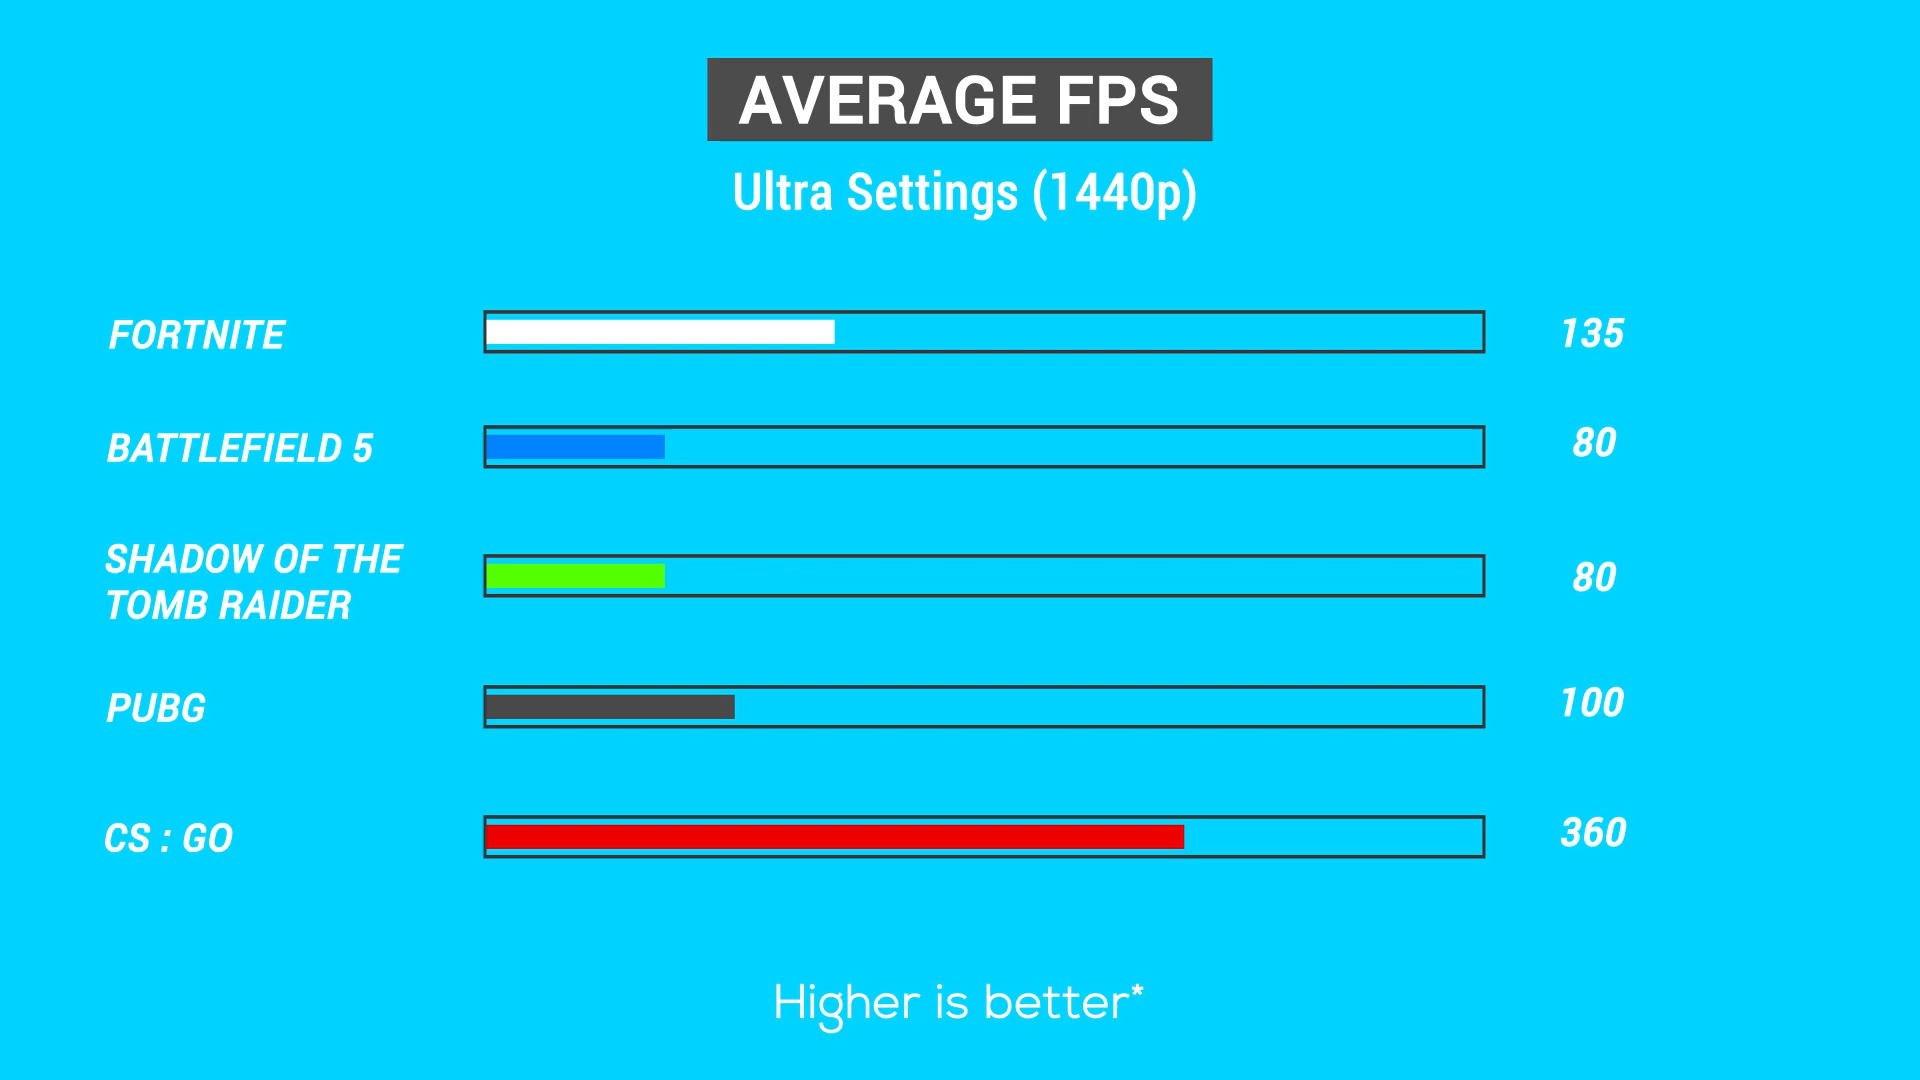 AVERAGE FPS
Ultra Settings (1440p)
FORTNITE 135
BATTLEFIELD 5 80
SHADOW OF THE
TOMB RAIDER 80
PUBG 100
CS : GO 360
Higher is better*